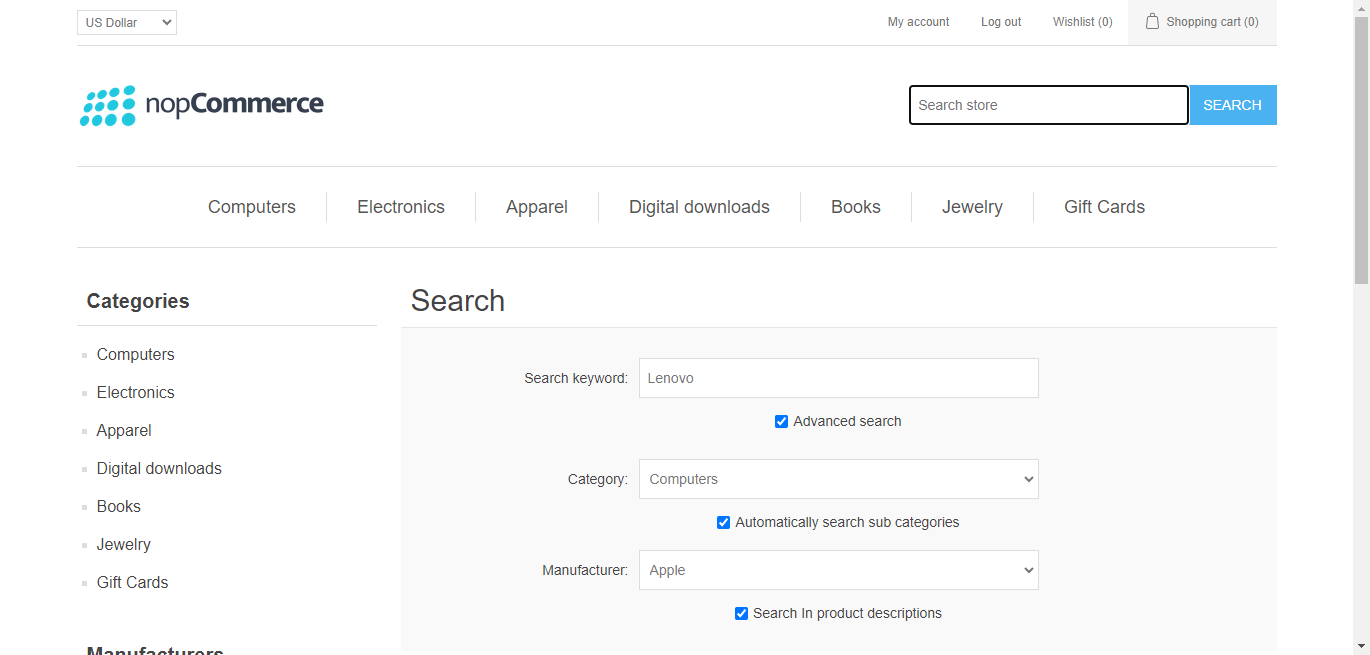 US Dollar
My account
Log out
Wishlist (0)
Shopping cart (0)
nopCommerce
Search store
SEARCH
Computers
Electronics
Apparel
Digital downloads
Books
Jewelry
Gift Cards
Categories
Computers
Electronics
Apparel
Digital downloads
Books
Jewelry
Gift Cards
Manufacturers
Search
Search keyword: Lenovo
Advanced search
Category: Computers
Automatically search sub categories
Manufacturer: Apple
Search In product descriptions